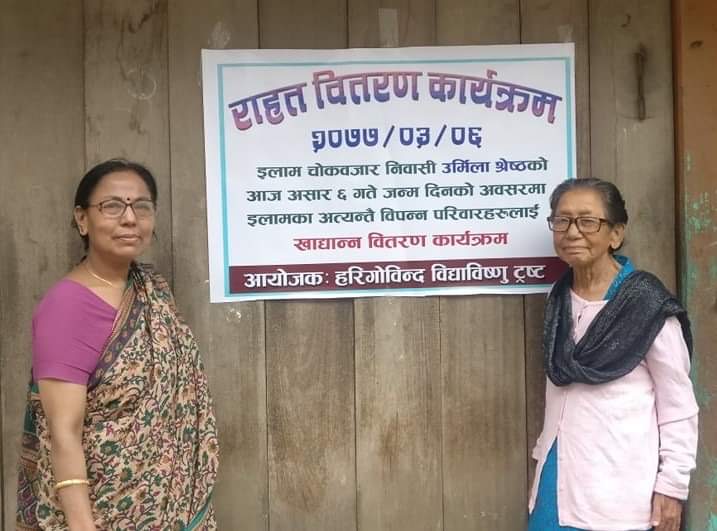 राहत वितरण कार्यक्रम
२०७७/०३/०६
इलाम चोकवजार निवासी उर्मिला श्रेष्ठको
आज असार ६ गते जन्म दिनको अवसरमा
इलामका अत्यन्तै विपन्न परिवारहरुलाई
खाद्यान्न वितरण कार्यक्रम
आयोजकः हरिगोविन्द विद्याविष्णु ट्रष्ट